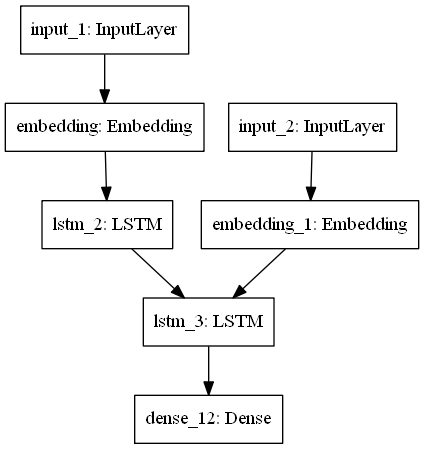 input_1: InputLayer
embedding: Embedding
input_2: InputLayer
lstm_2: LSTM
embedding_1: Embedding
lstm_3: LSTM
dense_12: Dense